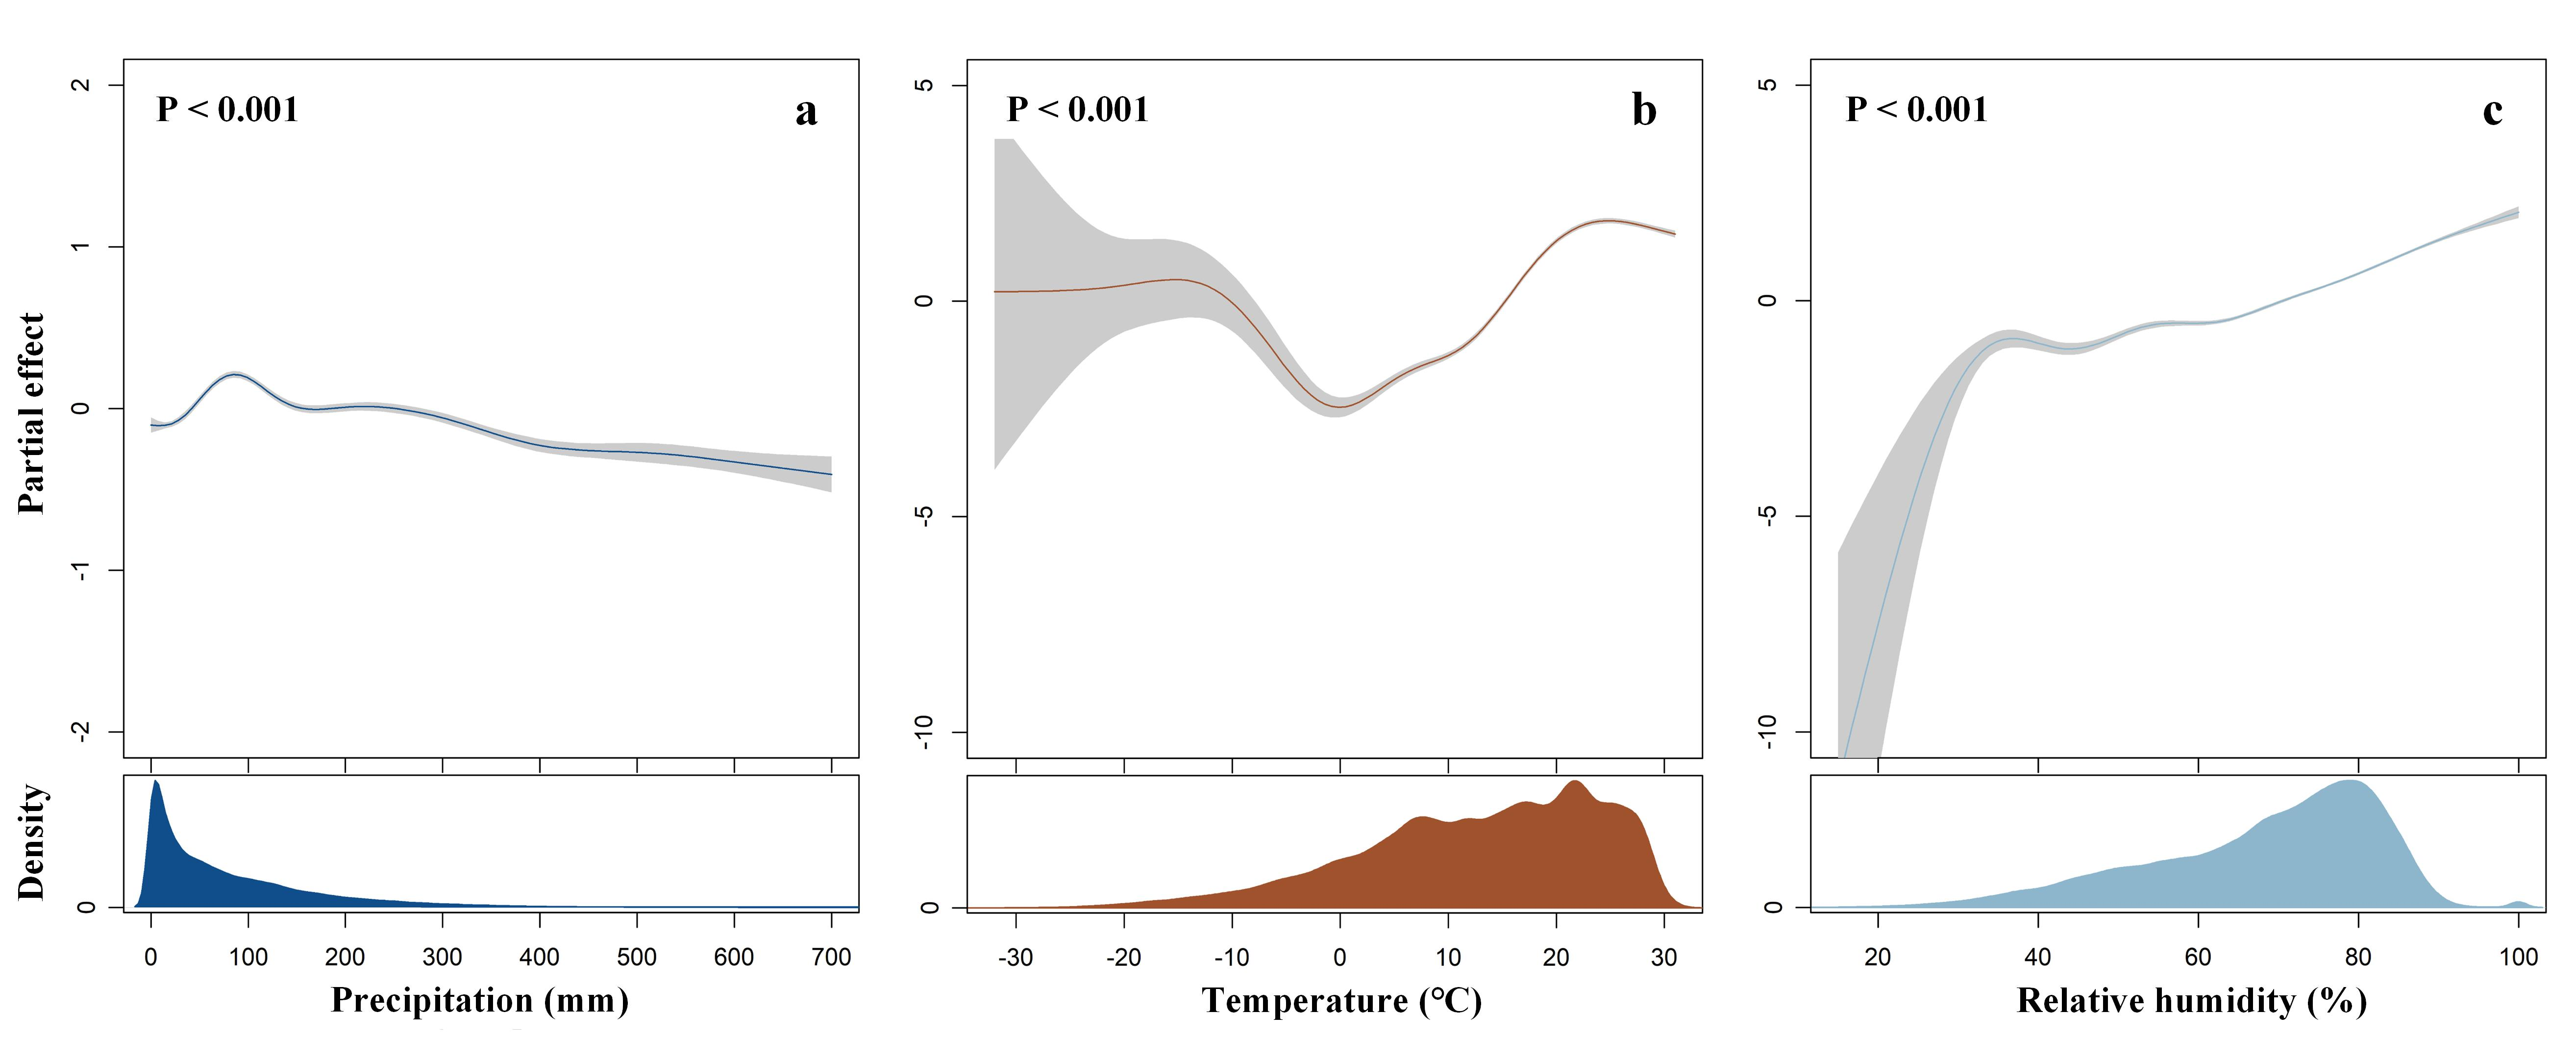 P < 0.001
a
2
1
0
-1
-2
Partial effect
Density
0
0 100 200 300 400 500 600 700
Precipitation (mm)
P < 0.001
b
5
0
-5
-10
0
-30 -20 -10 0 10 20 30
Temperature (℃)
P < 0.001
c
5
0
-5
-10
0
20 40 60 80 100
Relative humidity (%)